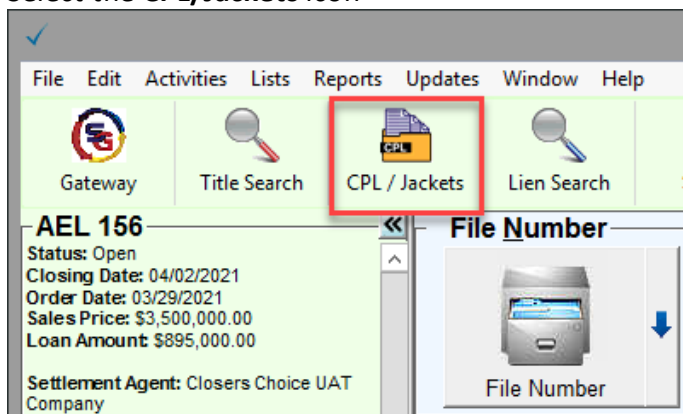 File Edit Activities Lists Reports Updates Window Help
CPL
Gateway Title Search CPL / Jackets Lien Search
AEL 156
Status: Open
Closing Date: 04/02/2021
Order Date: 03/29/2021
Sales Price: $3,500,000.00
Loan Amount: $895,000.00
Settlement Agent: Closers Choice UAT
Company
File Number
File Number